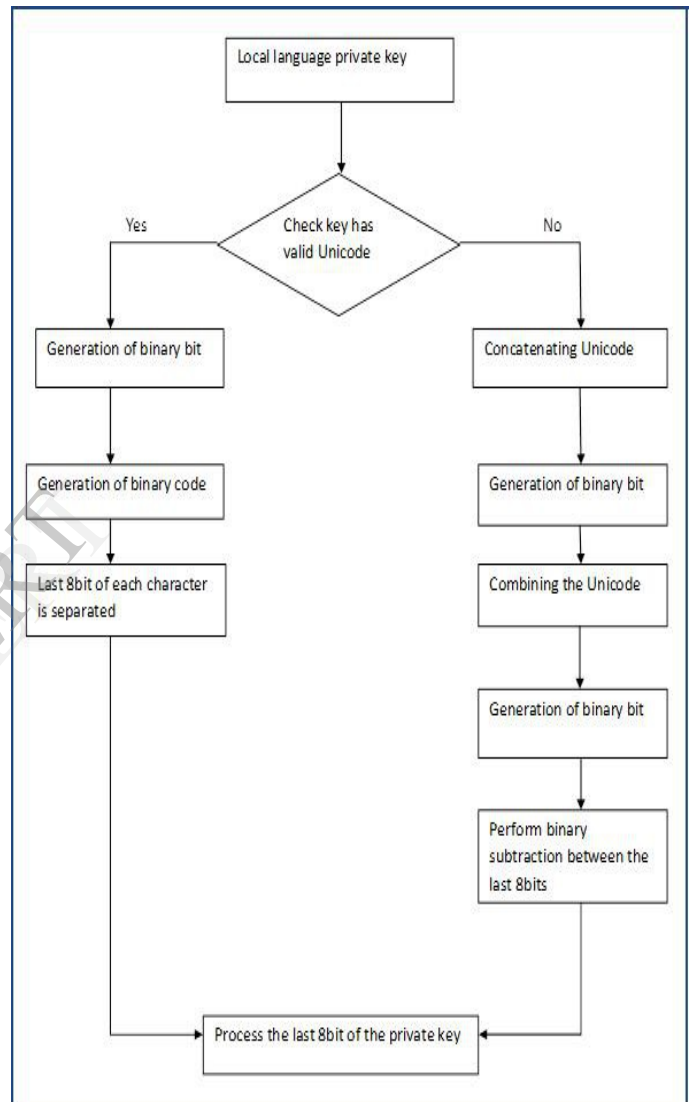 Local language private key
Check key has
valid Unicode
Yes
No
Generation of binary bit
Generation of binary code
Last 8bit of each character
is separated
Concatenating Unicode
Generation of binary bit
Combining the Unicode
Generation of binary bit
Perform binary
subtraction between the
last 8bits
Process the last 8bit of the private key